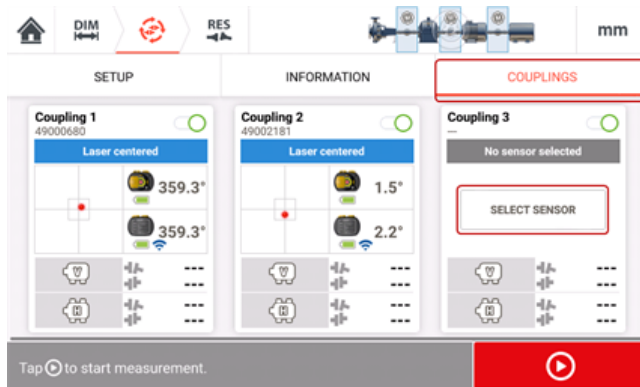 DIM
RES
mm
SETUP
INFORMATION
COUPLINGS
Coupling 1
49000680
Laser centered
359.3°
359.3°
V
---
---
H
---
---
Coupling 2
49002181
Laser centered
1.5°
2.2°
V
---
---
H
---
---
Coupling 3
—
No sensor selected
SELECT SENSOR
V
---
---
H
---
---
Tap to start measurement.